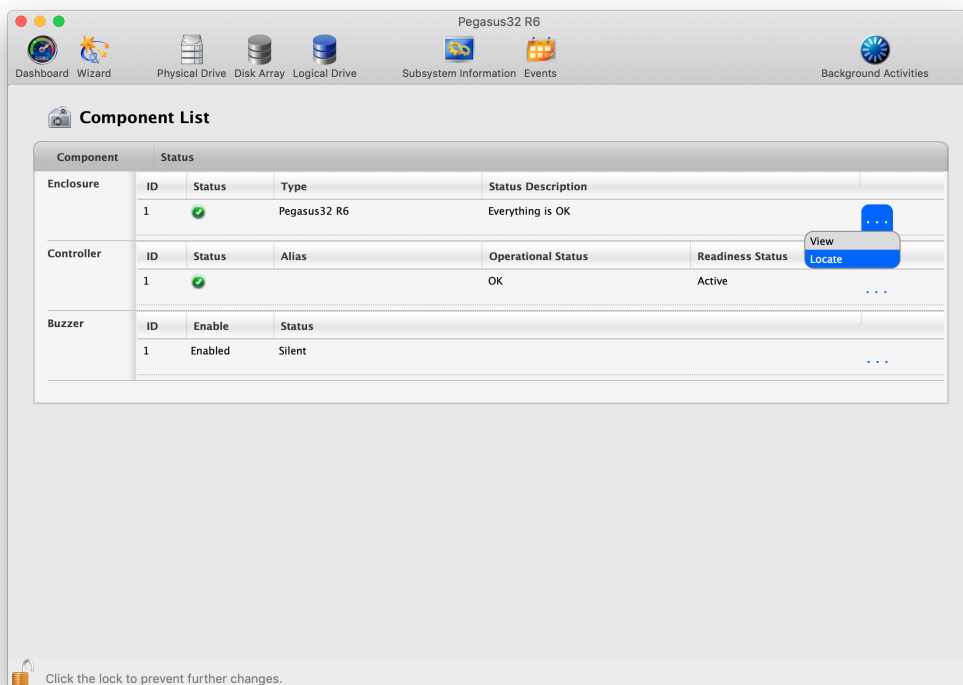 Pegasus32 R6
Dashboard Wizard Physical Drive Disk Array Logical Drive Subsystem Information Events Background Activities
Component List
Component Status
Enclosure ID Status Type Status Description
1 Pegasus32 R6 Everything is OK ...
View
Controller ID Status Alias Operational Status Readiness Status Locate
1 OK Active ...
Buzzer ID Enable Status
1 Enabled Silent ...
Click the lock to prevent further changes.